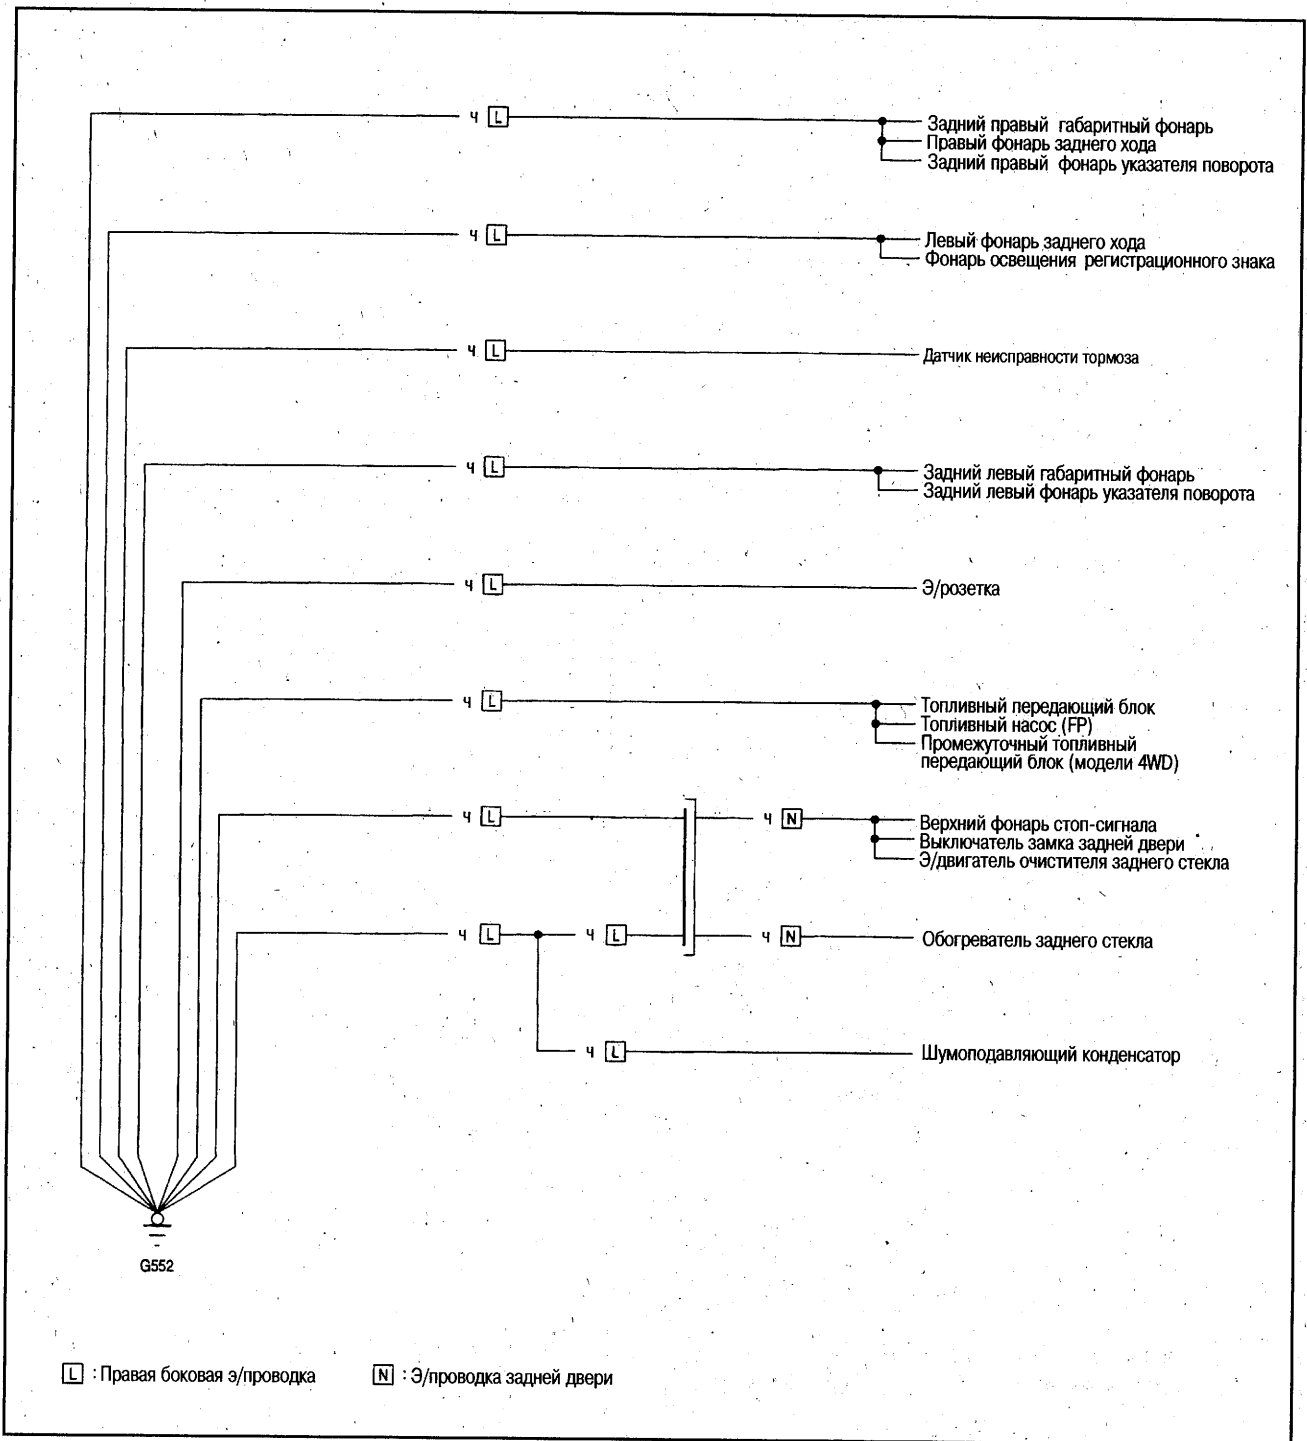 ч L Задний правый габаритный фонарь
Правый фонарь заднего хода
Задний правый фонарь указателя поворота
ч L Левый фонарь заднего хода
Фонарь освещения регистрационного знака
ч L Датчик неисправности тормоза
ч L Задний левый габаритный фонарь
Задний левый фонарь указателя поворота
ч L Э/розетка
ч L Топливный передающий блок
Топливный насос (FP)
Промежуточный топливный
передающий блок (модели 4WD)
ч L ч N Верхний фонарь стоп-сигнала
Выключатель замка задней двери
Э/двигатель очистителя заднего стекла
ч L ч L ч N Обогреватель заднего стекла
ч L Шумоподавляющий конденсатор
G552
L : Правая боковая э/проводка N : Э/проводка задней двери